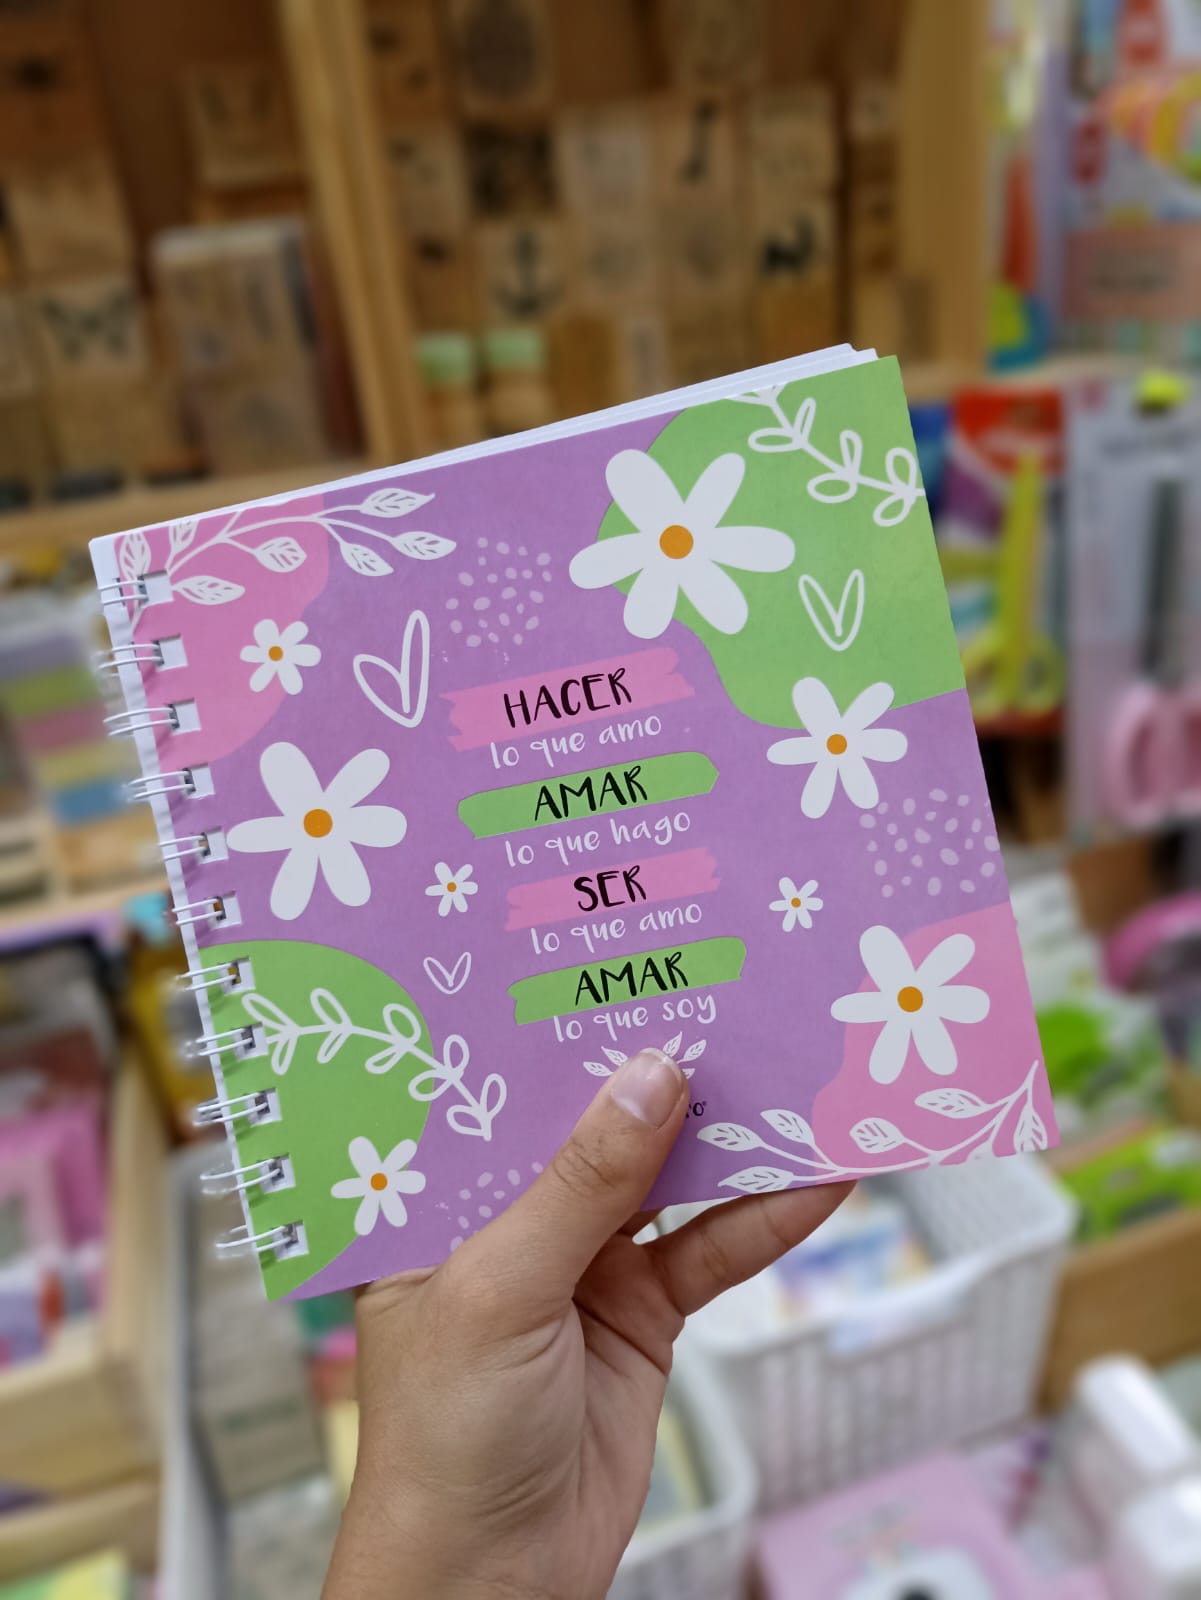 HACER
lo que amo
AMAR
lo que hago
SER
lo que amo
AMAR
lo que soy